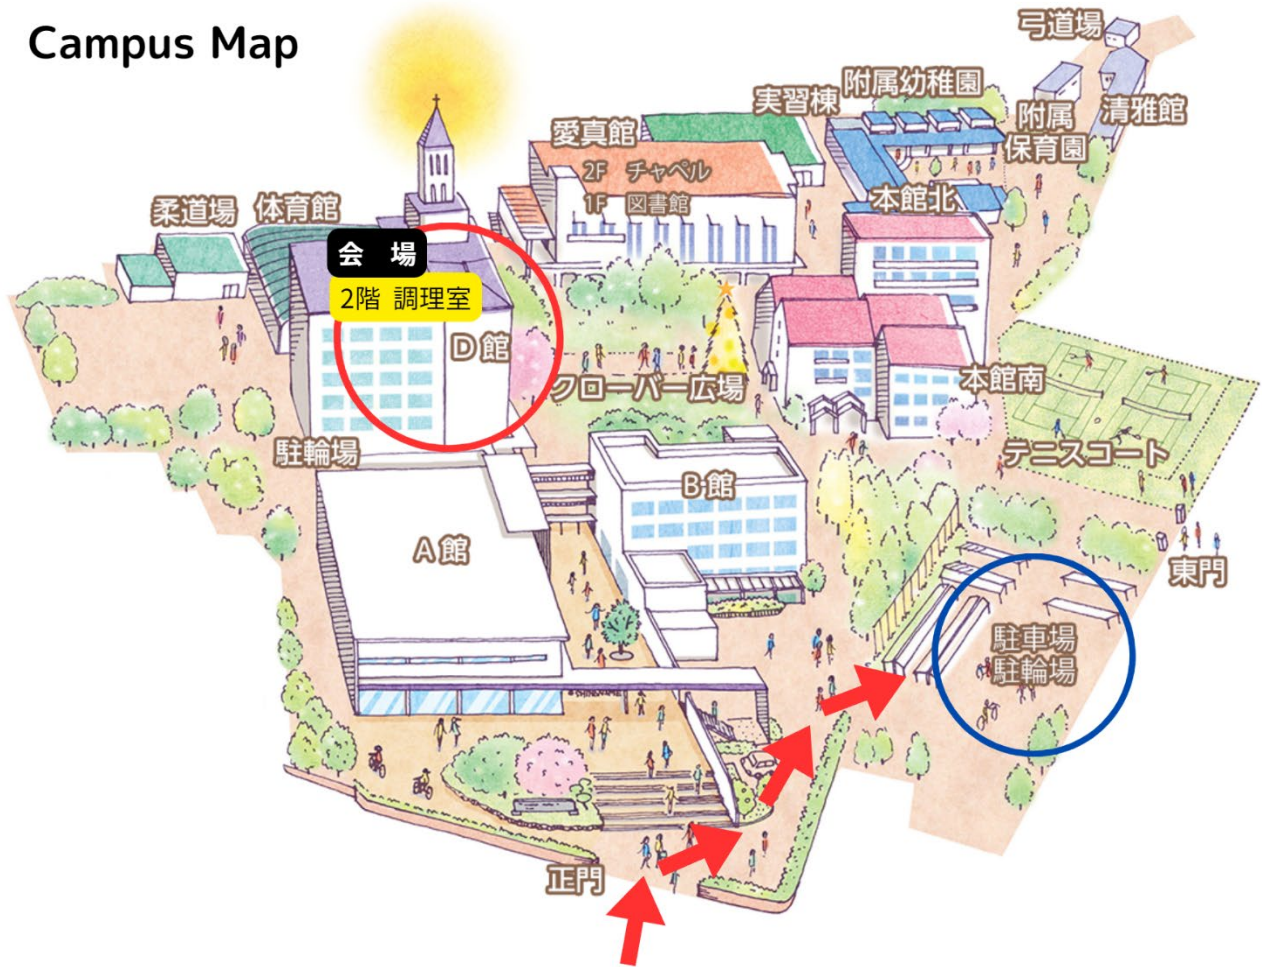 Campus Map
弓道場
附属幼稚園
実習棟
清雅館
附属
保育園
愛真館
2F チャペル
1F 図書館
本館北
柔道場
体育館
会 場
2階 調理室
D館
クローバー広場
本館南
駐輪場
テニスコート
B館
A館
東門
駐車場
駐輪場
正門